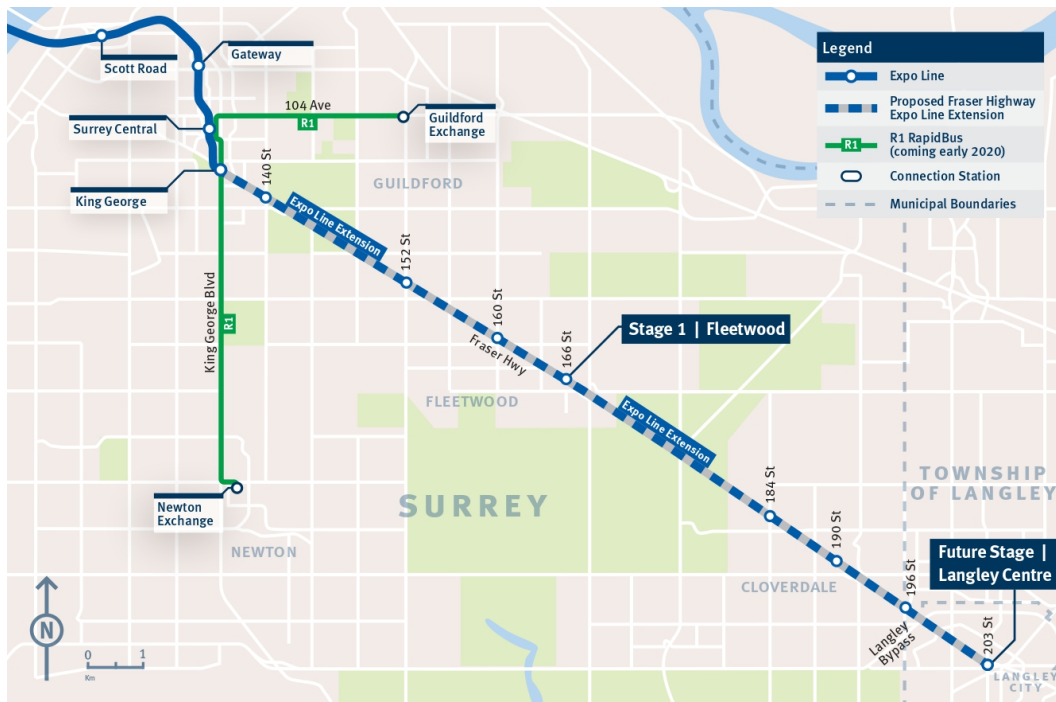 Scott Road
Gateway
Surrey Central
King George
104 Ave
R1
Guildford
Exchange
140 St
GUILDFORD
Expo Line Extension
152 St
160 St
Fraser Hwy
166 St
Stage 1 | Fleetwood
King George Blvd
R1
FLEETWOOD
Expo Line Extension
SURREY
Newton
Exchange
NEWTON
184 St
190 St
CLOVERDALE
TOWNSHIP
OF LANGLEY
Future Stage |
Langley Centre
196 St
Langley
Bypass
203 St
LANGLEY
CITY
N
0 1
Km
Legend
Expo Line
Proposed Fraser Highway
Expo Line Extension
R1
R1 RapidBus
(coming early 2020)
Connection Station
Municipal Boundaries